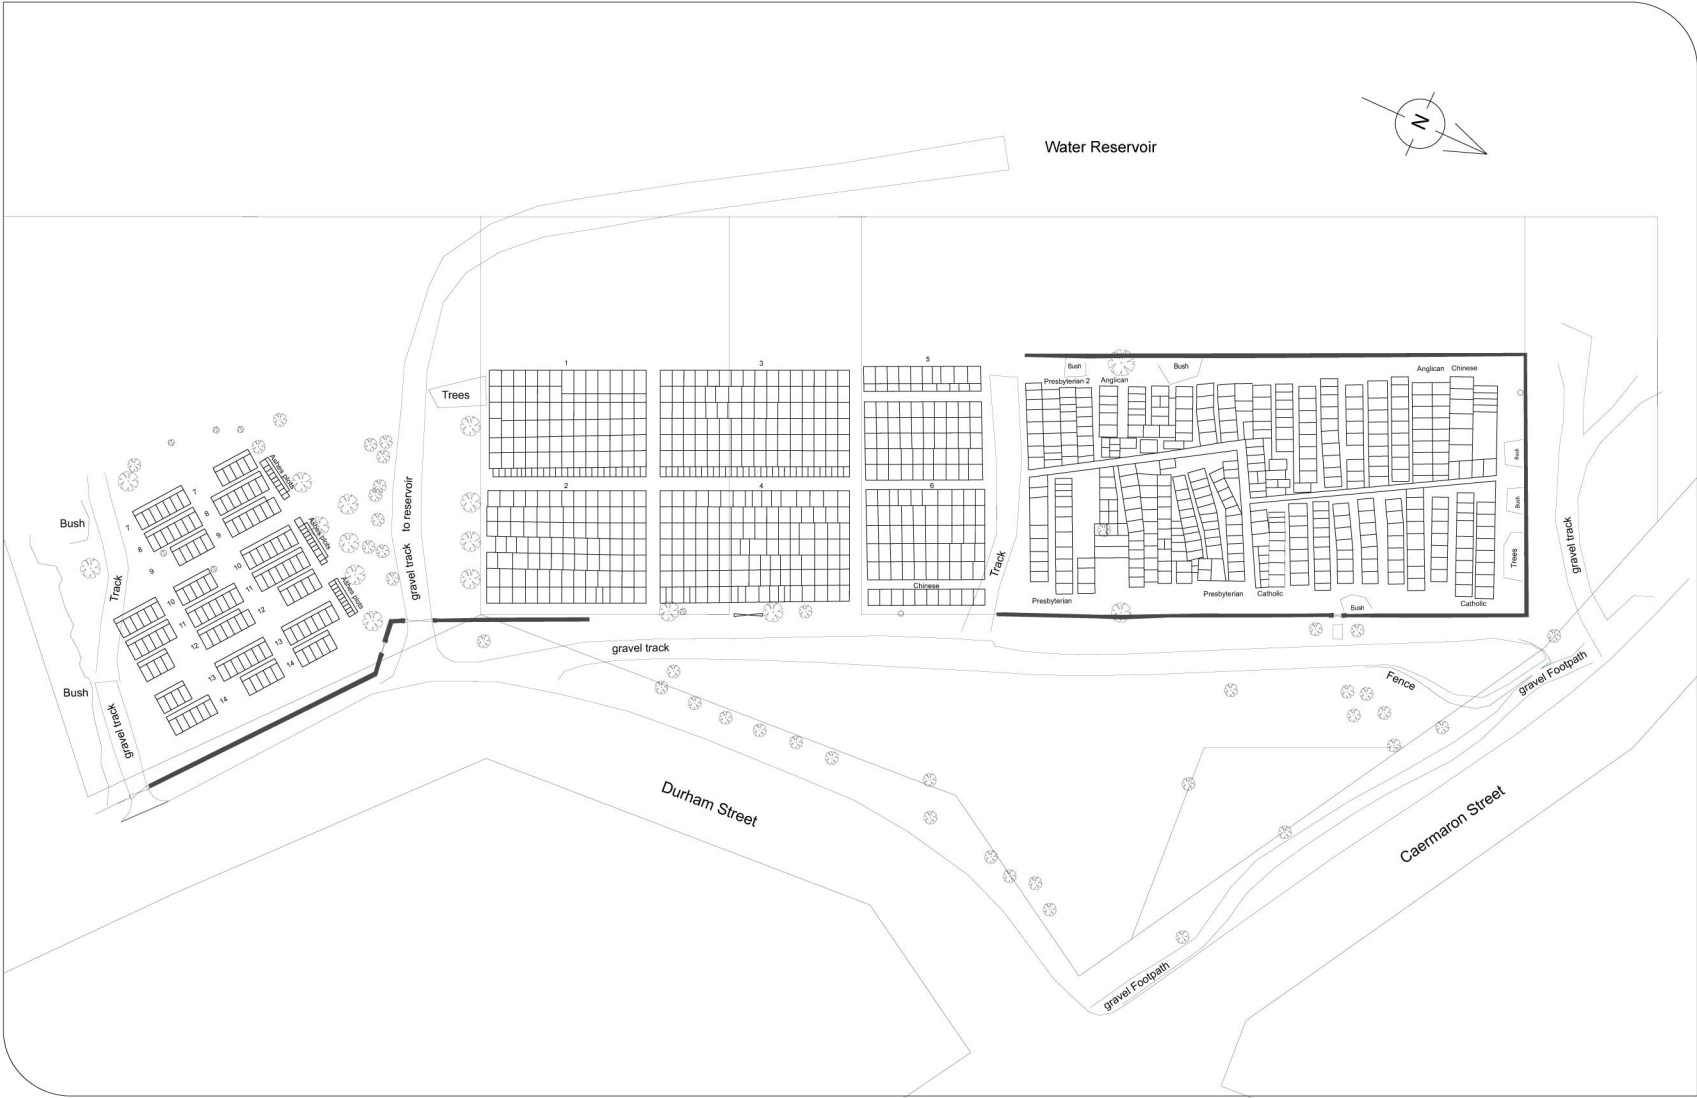 N
Water Reservoir
1
3
5
Trees
Bush
Bush
Presbyterian 2
Anglican
Anglican
Chinese
Ashes plots
7
7
8
8
9
9
gravel track to reservoir
Bush
2
4
6
Bush
Bush
Trees
Ashes plots
10
10
11
11
12
12
Track
Track
gravel track
Chinese
Ashes plots
13
13
14
14
Presbyterian
Presbyterian
Catholic
Bush
Catholic
Bush
gravel track
gravel track
Fence
gravel Footpath
Durham Street
Caermaron Street
gravel Footpath